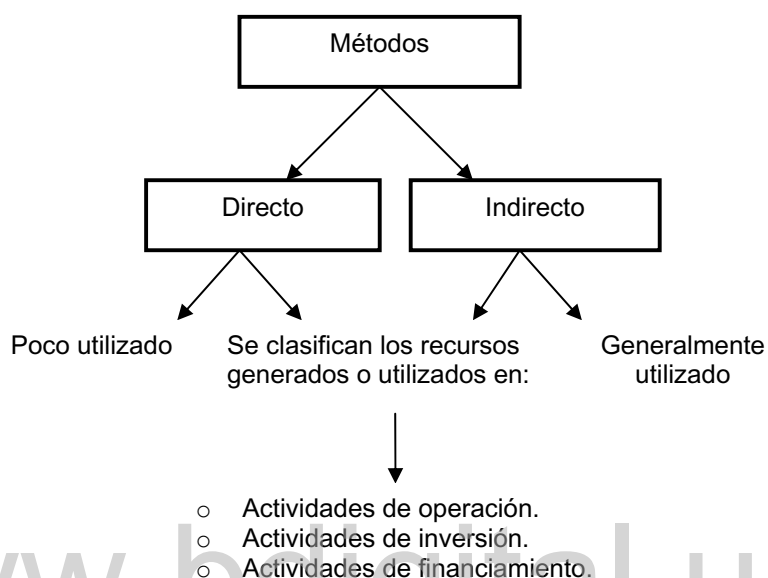 Métodos
Directo
Indirecto
Poco utilizado
Se clasifican los recursos
generados o utilizados en:
Generalmente
utilizado
o Actividades de operación.
o Actividades de inversión.
o Actividades de financiamiento.